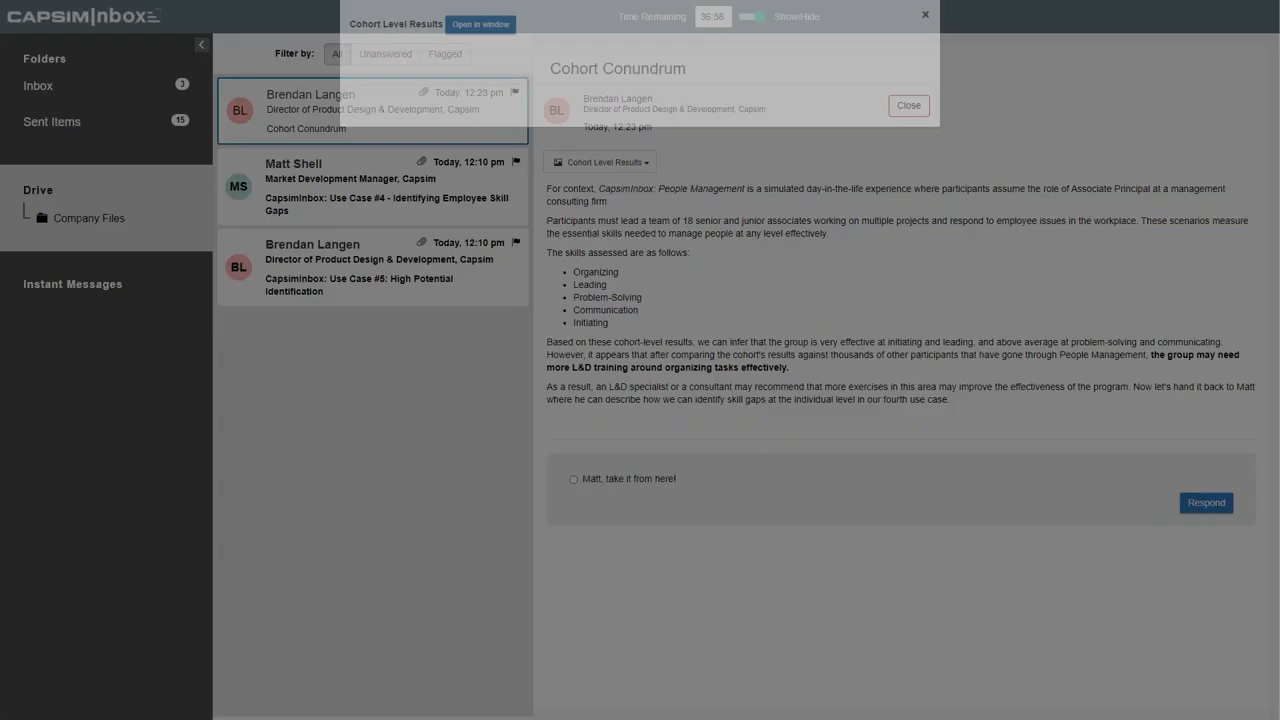 CAPSIM|nbox
Cohort Level Results
Open in window
Time Remaining
36:58
Show/Hide
×
Folders
Inbox
3
Sent Items
15
Drive
Company Files
Instant Messages
Filter by:
All
Unanswered
Flagged
BL
Brendan Langen
Today, 12:23 pm
Director of Product Design & Development, Capsim
Cohort Conundrum
MS
Matt Shell
Today, 12:10 pm
Market Development Manager, Capsim
CapsimInbox: Use Case #4 - Identifying Employee Skill
Gaps
BL
Brendan Langen
Today, 12:10 pm
Director of Product Design & Development, Capsim
CapsimInbox: Use Case #5: High Potential
Identification
Cohort Conundrum
BL
Brendan Langen
Director of Product Design & Development, Capsim
Today, 12:23 pm
Close
Cohort Level Results
For context, CapsimInbox: People Management is a simulated day-in-the-life experience where participants assume the role of Associate Principal at a management
consulting firm
Participants must lead a team of 18 senior and junior associates working on multiple projects and respond to employee issues in the workplace. These scenarios measure
the essential skills needed to manage people at any level effectively.
The skills assessed are as follows:
• Organizing
• Leading
• Problem-Solving
• Communication
• Initiating
Based on these cohort-level results, we can infer that the group is very effective at initiating and leading, and above average at problem-solving and communicating.
However, it appears that after comparing the cohort's results against thousands of other participants that have gone through People Management, the group may need
more L&D training around organizing tasks effectively.
As a result, an L&D specialist or a consultant may recommend that more exercises in this area may improve the effectiveness of the program. Now let's hand it back to Matt
where he can describe how we can identify skill gaps at the individual level in our fourth use case.
Matt, take it from here!
Respond